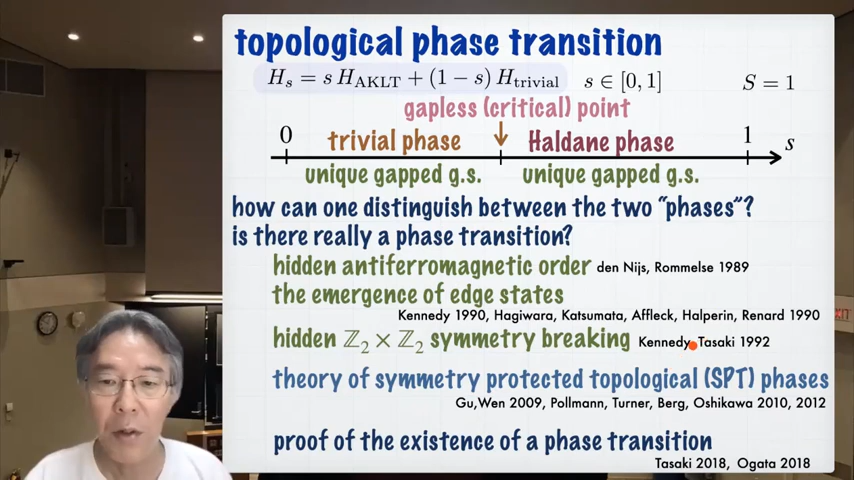 topological phase transition
H_s = s H_AKLT + (1 − s) H_trivial   s ∈ [0, 1]   S = 1
gapless (critical) point
0   trivial phase   Haldane phase   1   s
unique gapped g.s.   unique gapped g.s.
how can one distinguish between the two "phases"?
is there really a phase transition?
hidden antiferromagnetic order den Nijs, Rommelse 1989
the emergence of edge states
Kennedy 1990, Hagiwara, Katsumata, Affleck, Halperin, Renard 1990
hidden ℤ₂ × ℤ₂ symmetry breaking Kennedy, Tasaki 1992
theory of symmetry protected topological (SPT) phases
Gu,Wen 2009, Pollmann, Turner, Berg, Oshikawa 2010, 2012
proof of the existence of a phase transition
Tasaki 2018, Ogata 2018